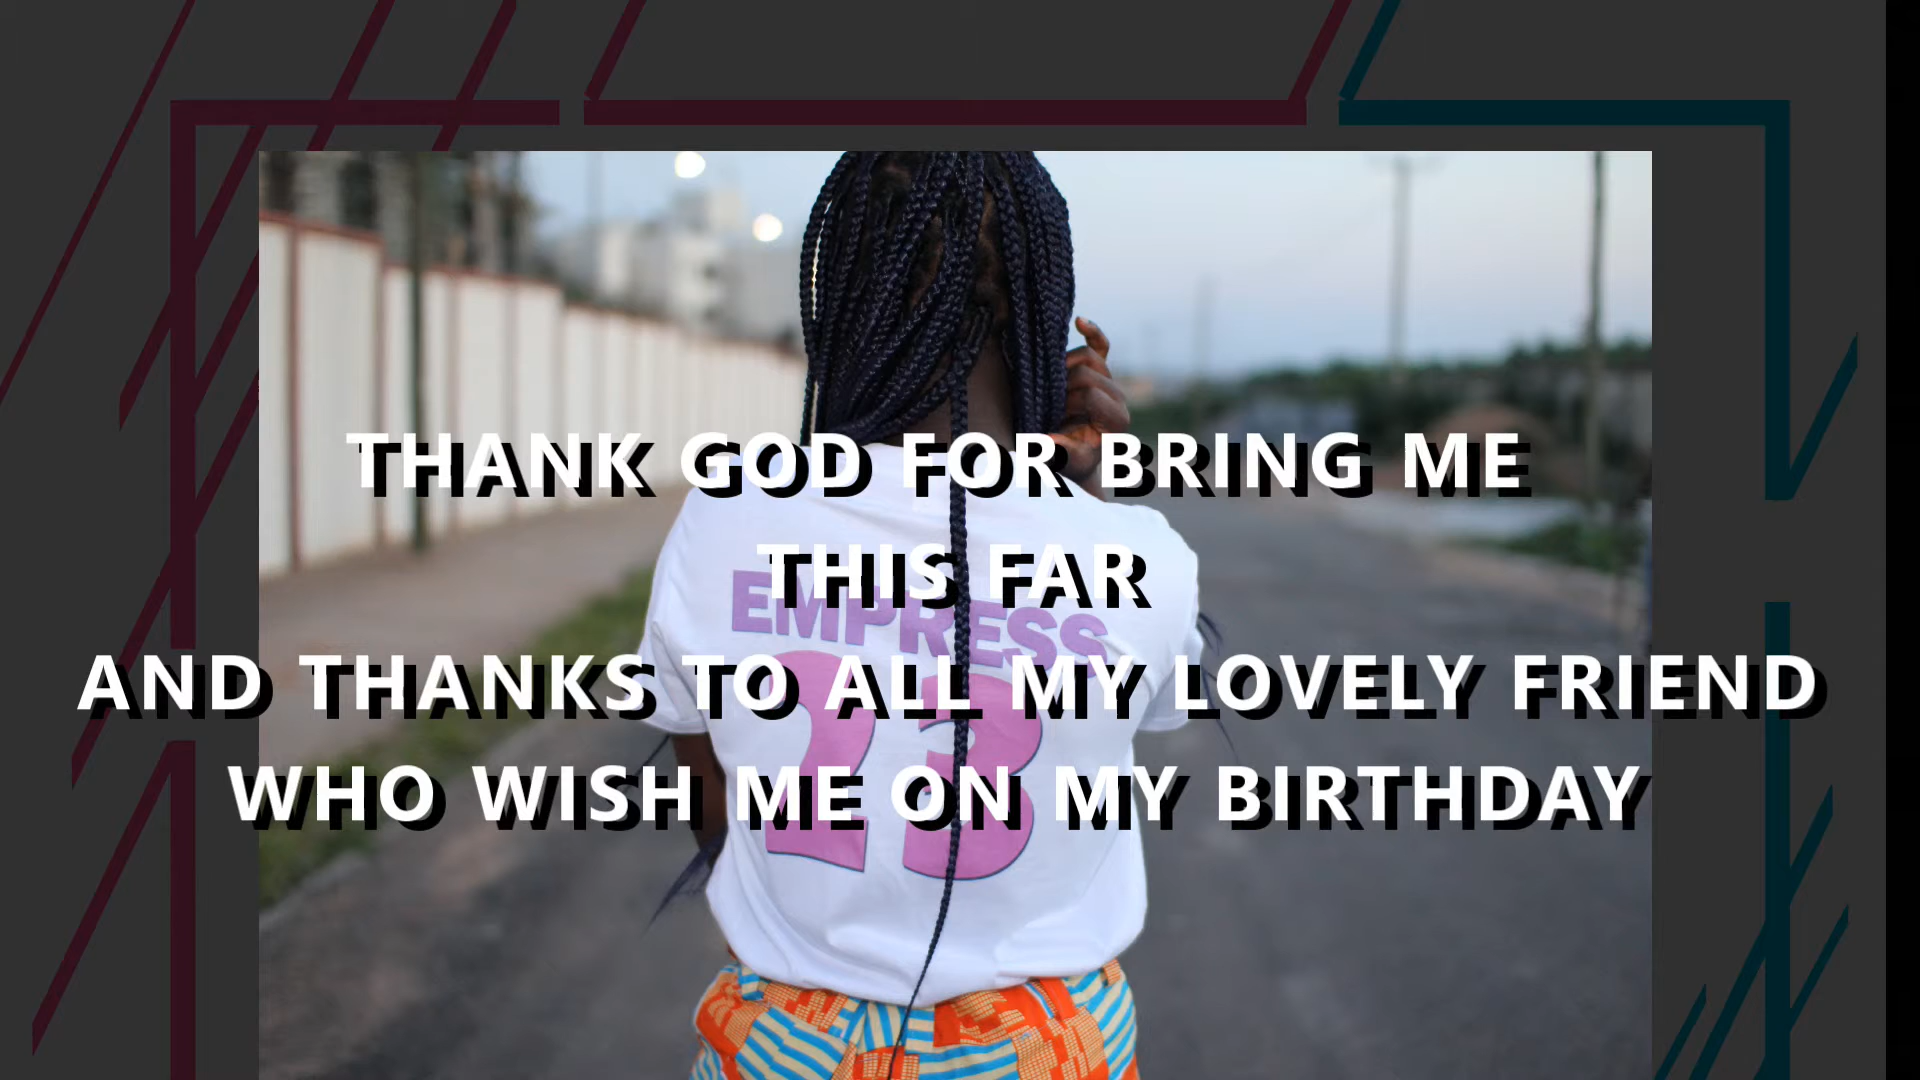 THANK GOD FOR BRING ME
THIS FAR
EMPRESS
AND THANKS TO ALL MY LOVELY FRIEND
23
WHO WISH ME ON MY BIRTHDAY